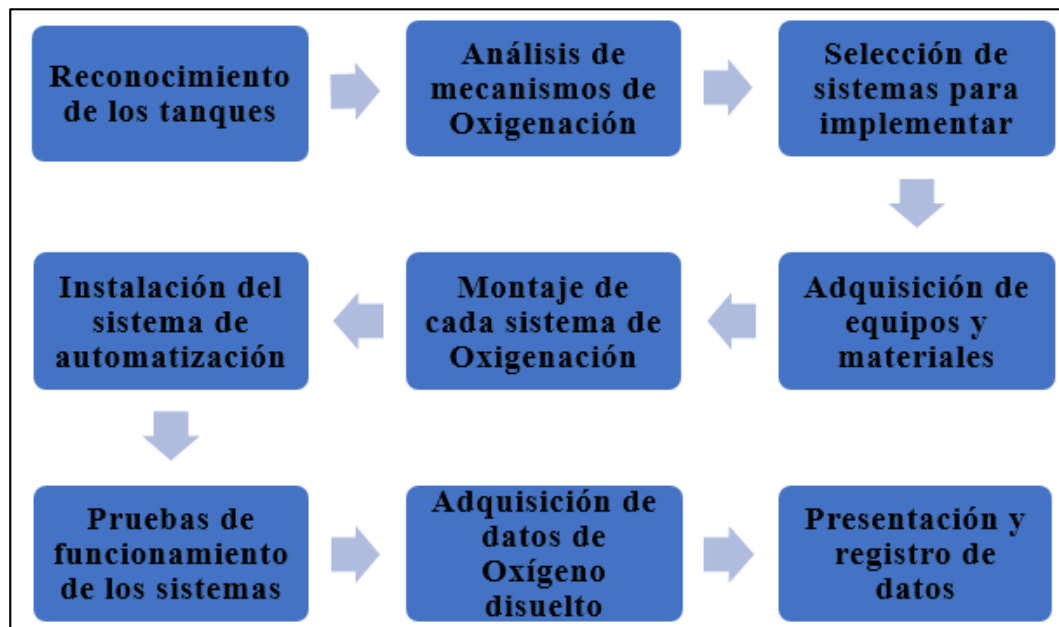 Reconocimiento
de los tanques
Análisis de
mecanismos de
Oxigenación
Selección de
sistemas para
implementar
Adquisición de
equipos y
materiales
Montaje de
cada sistema de
Oxigenación
Instalación del
sistema de
automatización
Pruebas de
funcionamiento
de los sistemas
Adquisición de
datos de
Oxígeno
disuelto
Presentación y
registro de
datos